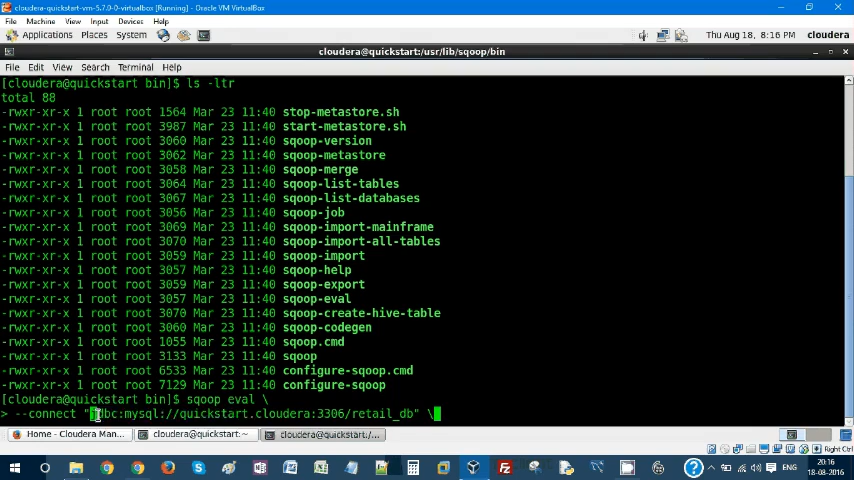 cloudera-quickstart-vm-5.7.0-0-virtualbox [Running] - Oracle VM VirtualBox
File Machine View Input Devices Help
Applications Places System Thu Aug 18, 8:16 PM cloudera
cloudera@quickstart:/usr/lib/sqoop/bin
File Edit View Search Terminal Help
[cloudera@quickstart bin]$ ls -ltr
total 88
-rwxr-xr-x 1 root root 1564 Mar 23 11:40 stop-metastore.sh
-rwxr-xr-x 1 root root 3987 Mar 23 11:40 start-metastore.sh
-rwxr-xr-x 1 root root 3060 Mar 23 11:40 sqoop-version
-rwxr-xr-x 1 root root 3062 Mar 23 11:40 sqoop-metastore
-rwxr-xr-x 1 root root 3058 Mar 23 11:40 sqoop-merge
-rwxr-xr-x 1 root root 3064 Mar 23 11:40 sqoop-list-tables
-rwxr-xr-x 1 root root 3067 Mar 23 11:40 sqoop-list-databases
-rwxr-xr-x 1 root root 3056 Mar 23 11:40 sqoop-job
-rwxr-xr-x 1 root root 3069 Mar 23 11:40 sqoop-import-mainframe
-rwxr-xr-x 1 root root 3070 Mar 23 11:40 sqoop-import-all-tables
-rwxr-xr-x 1 root root 3058 Mar 23 11:40 sqoop-import
-rwxr-xr-x 1 root root 3057 Mar 23 11:40 sqoop-help
-rwxr-xr-x 1 root root 3058 Mar 23 11:40 sqoop-export
-rwxr-xr-x 1 root root 3057 Mar 23 11:40 sqoop-eval
-rwxr-xr-x 1 root root 3070 Mar 23 11:40 sqoop-create-hive-table
-rwxr-xr-x 1 root root 3060 Mar 23 11:40 sqoop-codegen
-rwxr-xr-x 1 root root 1055 Mar 23 11:40 sqoop.cmd
-rwxr-xr-x 1 root root 3133 Mar 23 11:40 sqoop
-rwxr-xr-x 1 root root 6533 Mar 23 11:40 configure-sqoop.cmd
-rwxr-xr-x 1 root root 7129 Mar 23 11:40 configure-sqoop
[cloudera@quickstart bin]$ sqoop eval \
> --connect "jdbc:mysql://quickstart.cloudera:3306/retail_db" \
Home - Cloudera Man... cloudera@quickstart:~ cloudera@quickstart:/...
Right Ctrl
ENG
20:16
18-08-2016